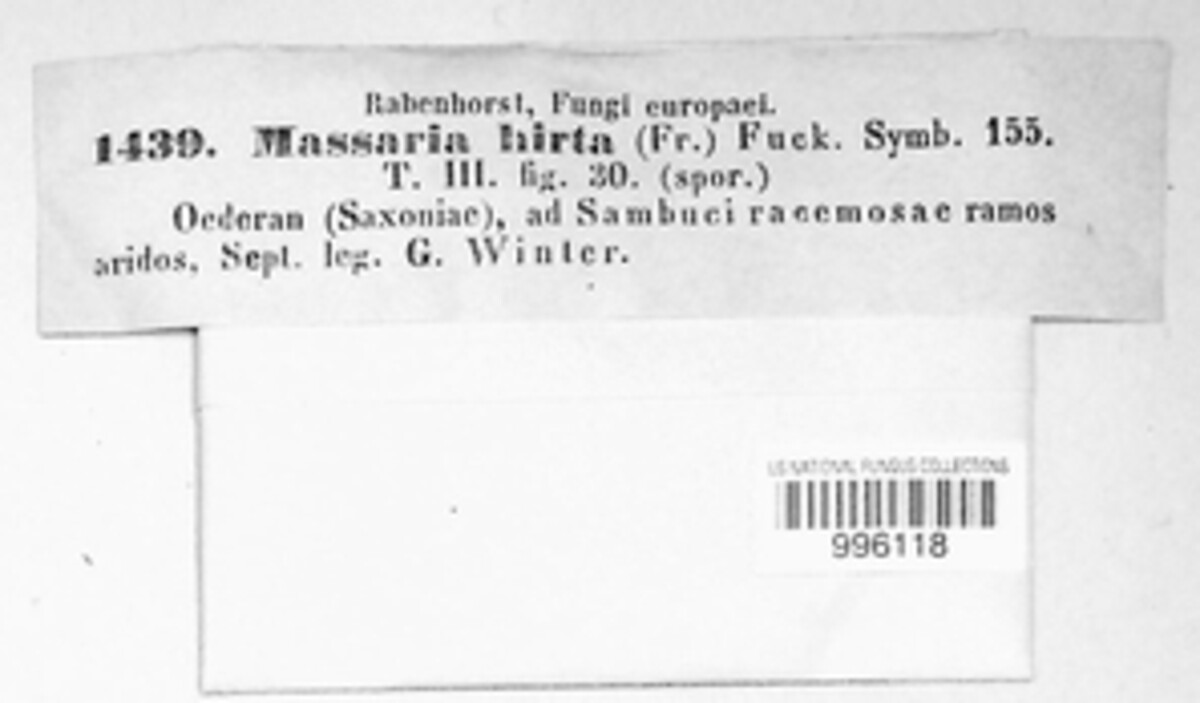 Rabenhorst, Fungi europaei.
1439. Massaria hirta (Fr.) Fuck. Symb. 155.
T. III. fig. 30. (spor.)
Oederan (Saxoniae), ad Sambuci racemosae ramos
aridos, Sept. leg. G. Winter.
US NATIONAL FUNGUS COLLECTIONS
996118